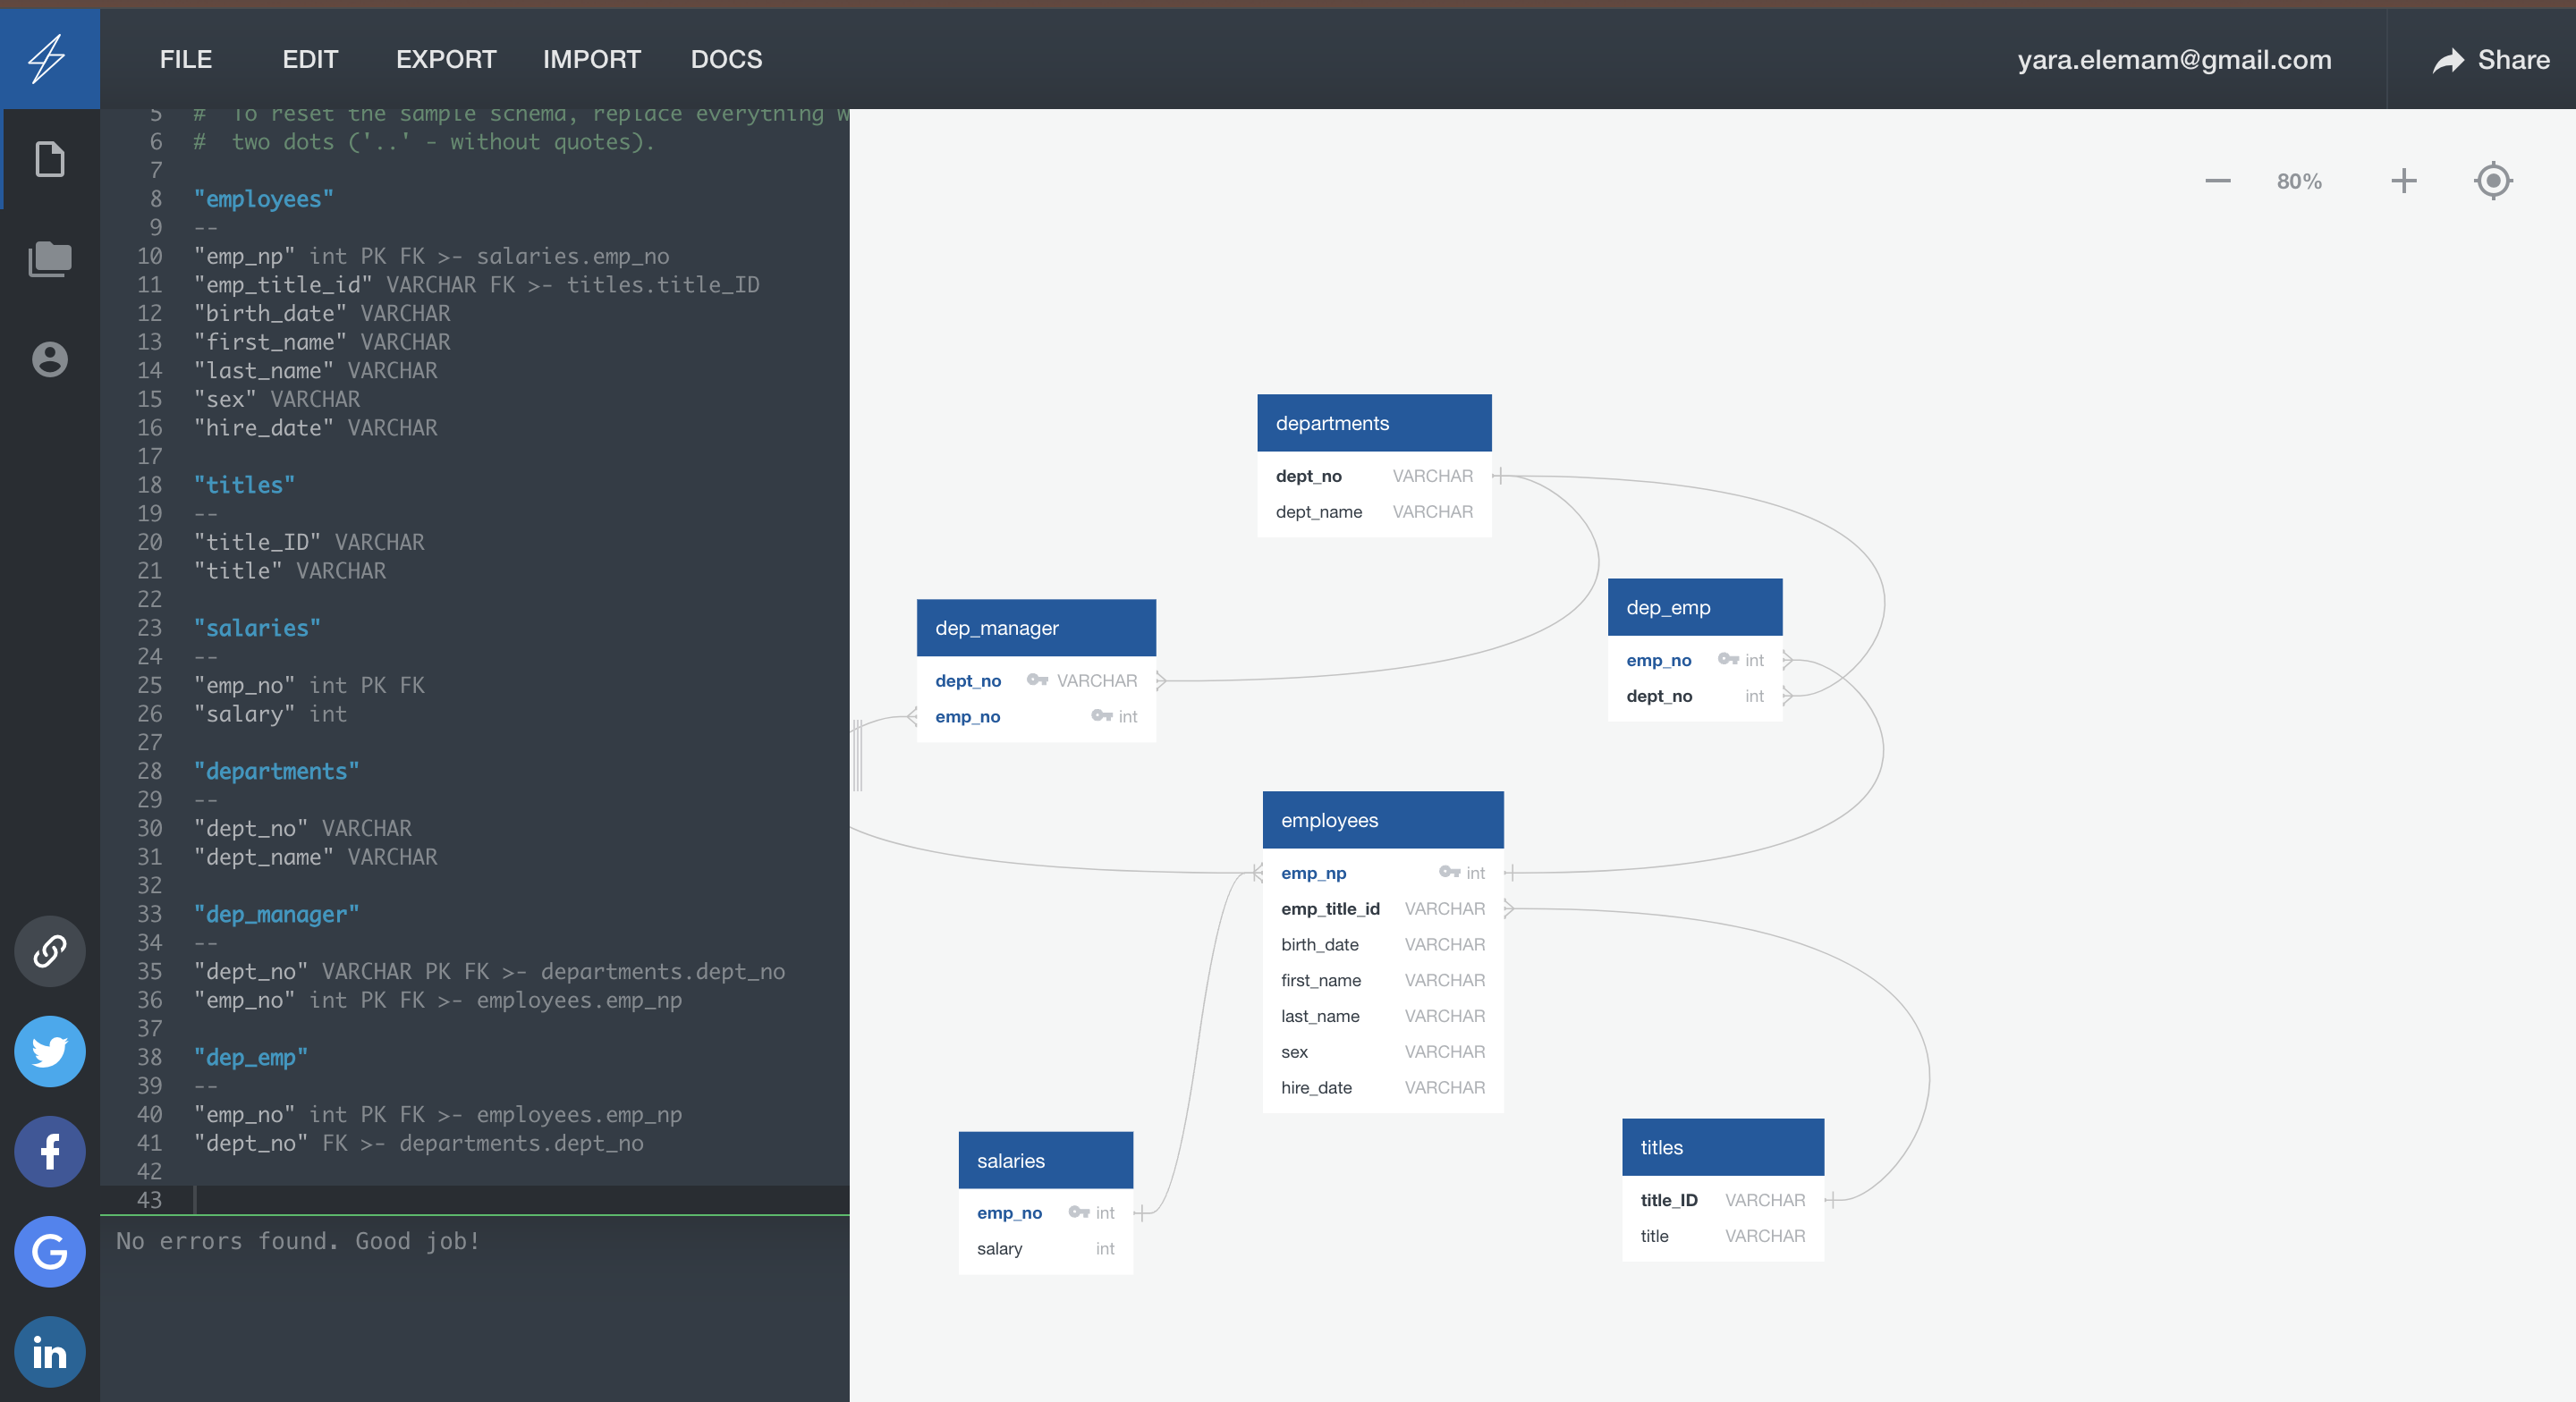 FILE EDIT EXPORT IMPORT DOCS yara.elemam@gmail.com Share
5 # To reset the sample schema, replace everything w
6 # two dots ('..' - without quotes).
7
8 "employees"
9 --
10 "emp_np" int PK FK >- salaries.emp_no
11 "emp_title_id" VARCHAR FK >- titles.title_ID
12 "birth_date" VARCHAR
13 "first_name" VARCHAR
14 "last_name" VARCHAR
15 "sex" VARCHAR
16 "hire_date" VARCHAR
17
18 "titles"
19 --
20 "title_ID" VARCHAR
21 "title" VARCHAR
22
23 "salaries"
24 --
25 "emp_no" int PK FK
26 "salary" int
27
28 "departments"
29 --
30 "dept_no" VARCHAR
31 "dept_name" VARCHAR
32
33 "dep_manager"
34 --
35 "dept_no" VARCHAR PK FK >- departments.dept_no
36 "emp_no" int PK FK >- employees.emp_np
37
38 "dep_emp"
39 --
40 "emp_no" int PK FK >- employees.emp_np
41 "dept_no" FK >- departments.dept_no
42
43
No errors found. Good job!
80%
departments
dept_no VARCHAR
dept_name VARCHAR
dep_manager
dept_no VARCHAR
emp_no int
dep_emp
emp_no int
dept_no int
employees
emp_np int
emp_title_id VARCHAR
birth_date VARCHAR
first_name VARCHAR
last_name VARCHAR
sex VARCHAR
hire_date VARCHAR
salaries
emp_no int
salary int
titles
title_ID VARCHAR
title VARCHAR